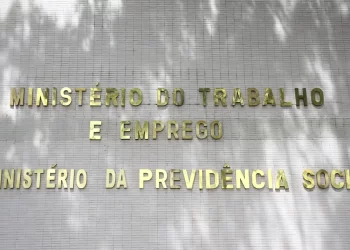 MINISTÉRIO DO TRABALHO
E EMPREGO
INISTÉRIO DA PREVIDÊNCIA SOCI